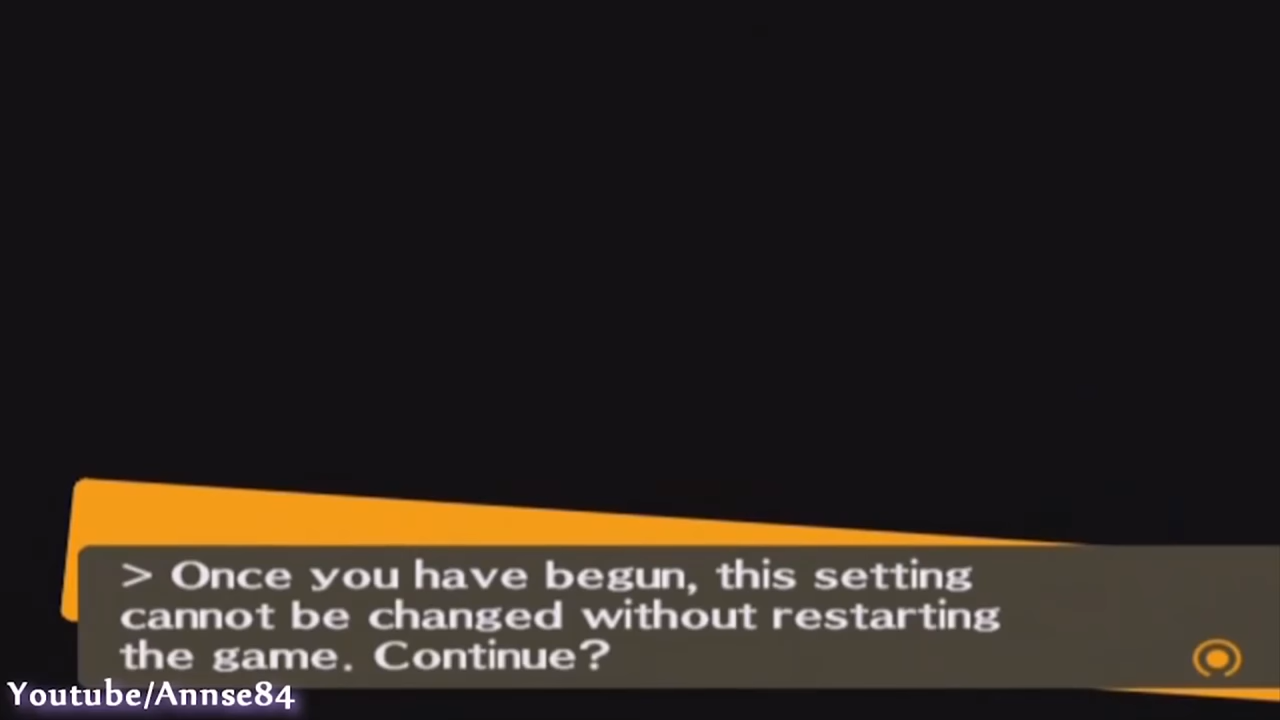 > Once you have begun, this setting
cannot be changed without restarting
the game. Continue?
Youtube/Annse84